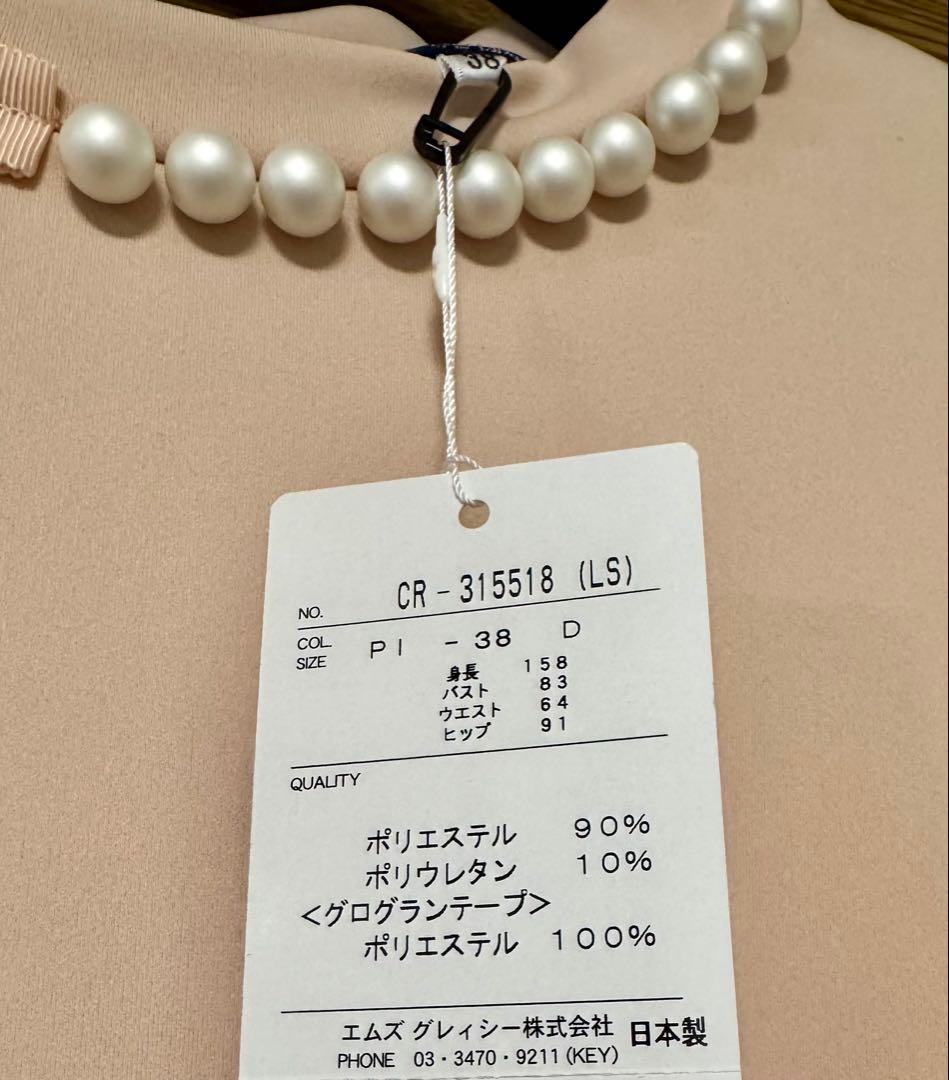 38
NO. CR-315518 (LS)
COL. SIZE PI -38 D
身長 158
バスト 83
ウエスト 64
ヒップ 91
QUALITY
ポリエステル 90%
ポリウレタン 10%
<グログランテープ>
ポリエステル 100%
エムズ グレィシー株式会社 日本製
PHONE 03・3470・9211(KEY)